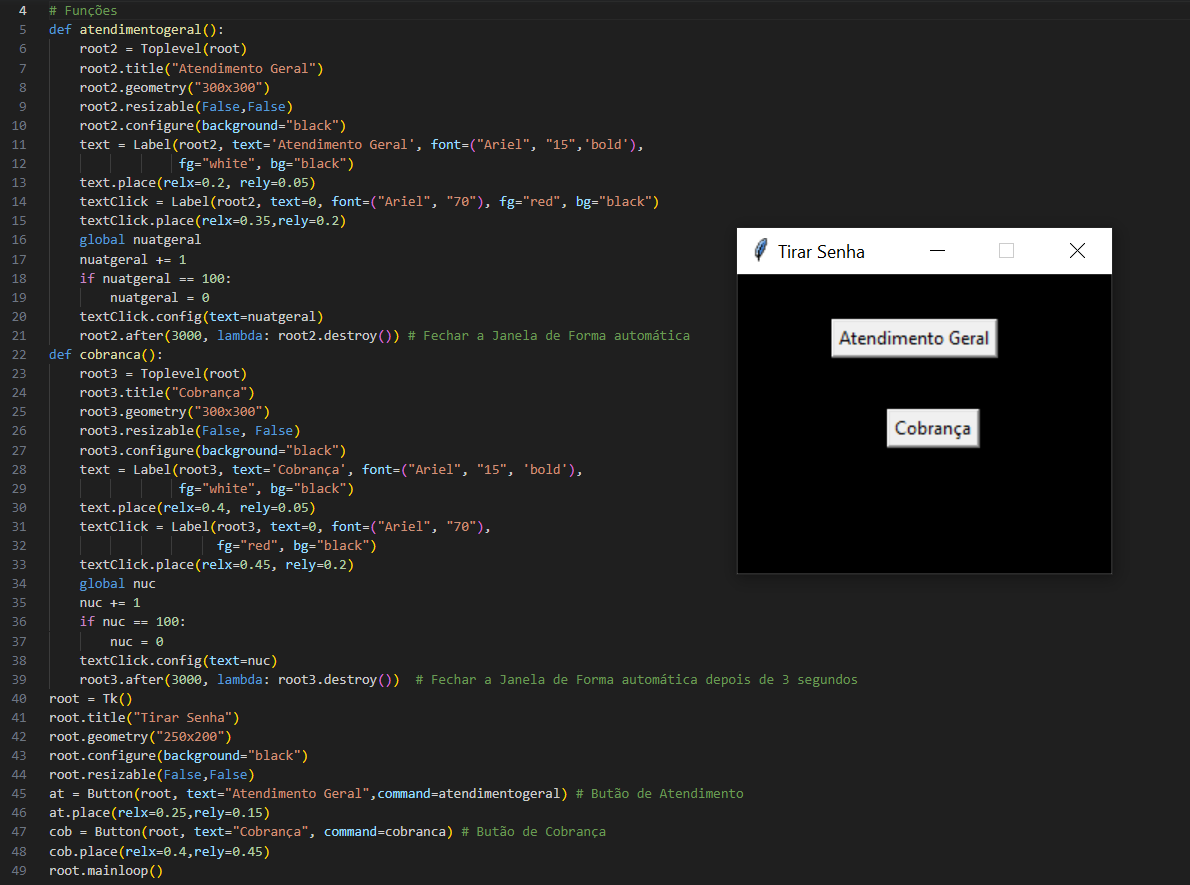 4 # Funções
5 def atendimentogeral():
6 root2 = Toplevel(root)
7 root2.title("Atendimento Geral")
8 root2.geometry("300x300")
9 root2.resizable(False,False)
10 root2.configure(background="black")
11 text = Label(root2, text='Atendimento Geral', font=("Ariel", "15",'bold'),
12 fg="white", bg="black")
13 text.place(relx=0.2, rely=0.05)
14 textClick = Label(root2, text=0, font=("Ariel", "70"), fg="red", bg="black")
15 textClick.place(relx=0.35,rely=0.2)
16 global nuatgeral
17 nuatgeral += 1
18 if nuatgeral == 100:
19 nuatgeral = 0
20 textClick.config(text=nuatgeral)
21 root2.after(3000, lambda: root2.destroy()) # Fechar a Janela de Forma automática
22 def cobranca():
23 root3 = Toplevel(root)
24 root3.title("Cobrança")
25 root3.geometry("300x300")
26 root3.resizable(False, False)
27 root3.configure(background="black")
28 text = Label(root3, text='Cobrança', font=("Ariel", "15", 'bold'),
29 fg="white", bg="black")
30 text.place(relx=0.4, rely=0.05)
31 textClick = Label(root3, text=0, font=("Ariel", "70"),
32 fg="red", bg="black")
33 textClick.place(relx=0.45, rely=0.2)
34 global nuc
35 nuc += 1
36 if nuc == 100:
37 nuc = 0
38 textClick.config(text=nuc)
39 root3.after(3000, lambda: root3.destroy()) # Fechar a Janela de Forma automática depois de 3 segundos
40 root = Tk()
41 root.title("Tirar Senha")
42 root.geometry("250x200")
43 root.configure(background="black")
44 root.resizable(False,False)
45 at = Button(root, text="Atendimento Geral",command=atendimentogeral) # Butão de Atendimento
46 at.place(relx=0.25,rely=0.15)
47 cob = Button(root, text="Cobrança", command=cobranca) # Butão de Cobrança
48 cob.place(relx=0.4,rely=0.45)
49 root.mainloop()
Tirar Senha
Atendimento Geral
Cobrança